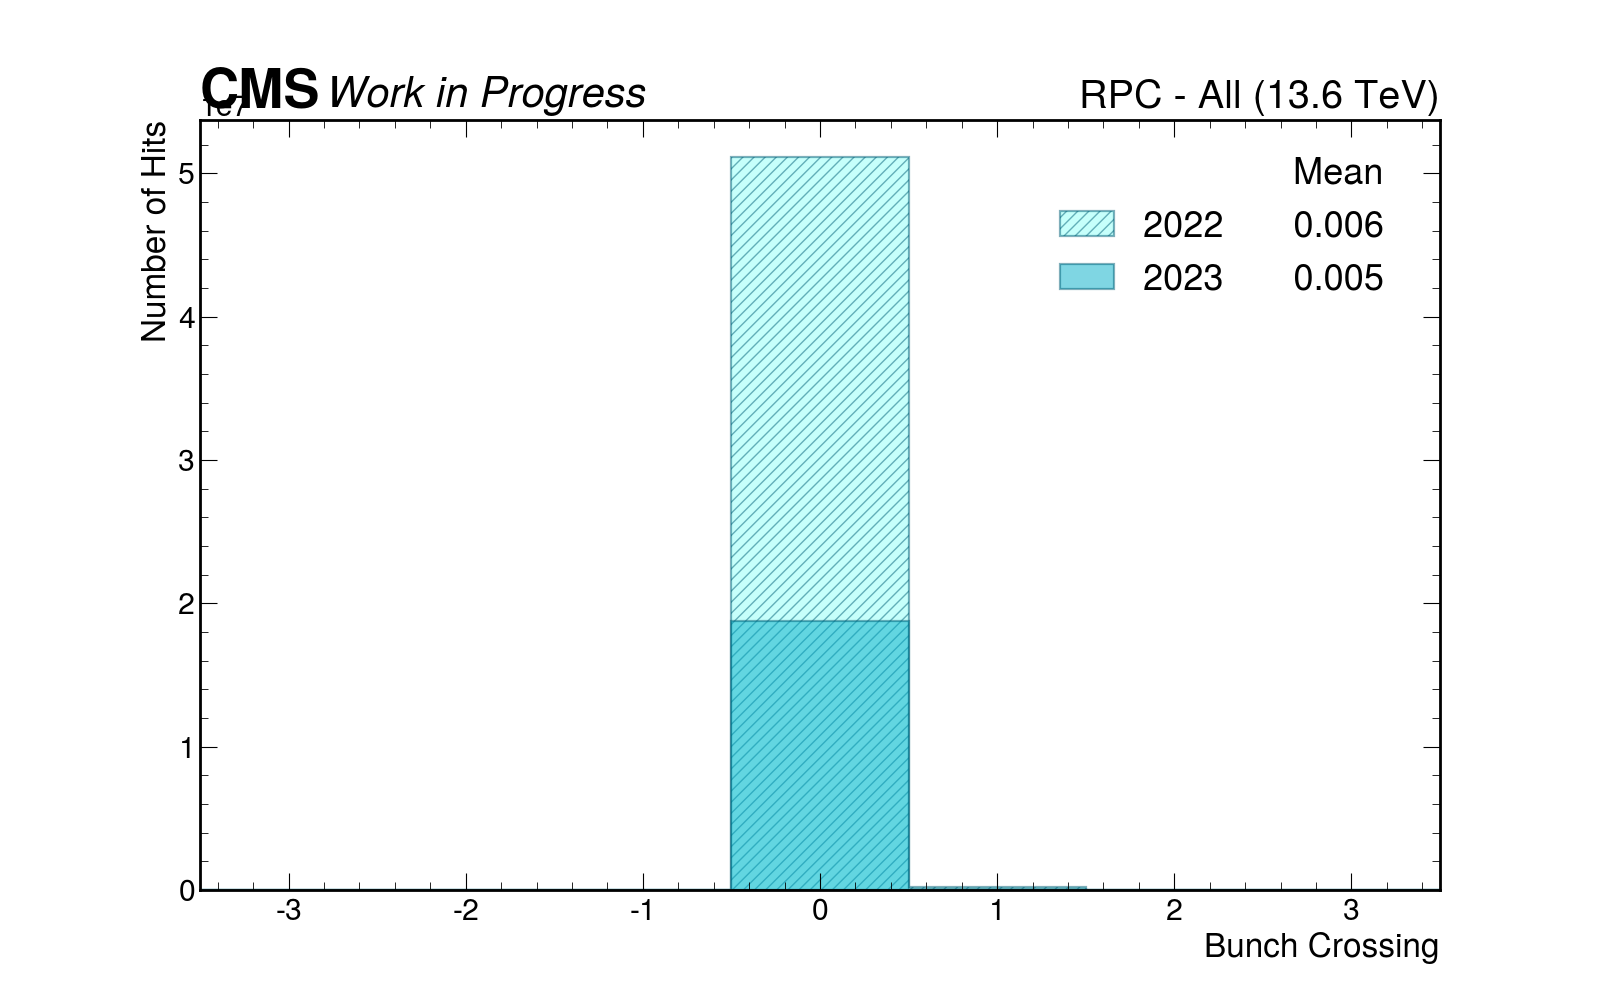 CMS Work in Progress
RPC - All (13.6 TeV)
1e7
Number of Hits
5
4
3
2
1
0
Mean
2022 0.006
2023 0.005
-3 -2 -1 0 1 2 3
Bunch Crossing